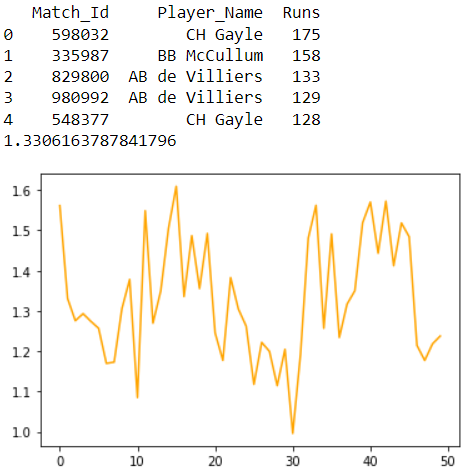 Match_Id Player_Name Runs
0 598032 CH Gayle 175
1 335987 BB McCullum 158
2 829800 AB de Villiers 133
3 980992 AB de Villiers 129
4 548377 CH Gayle 128
1.3306163787841796
1.6
1.5
1.4
1.3
1.2
1.1
1.0
0 10 20 30 40 50